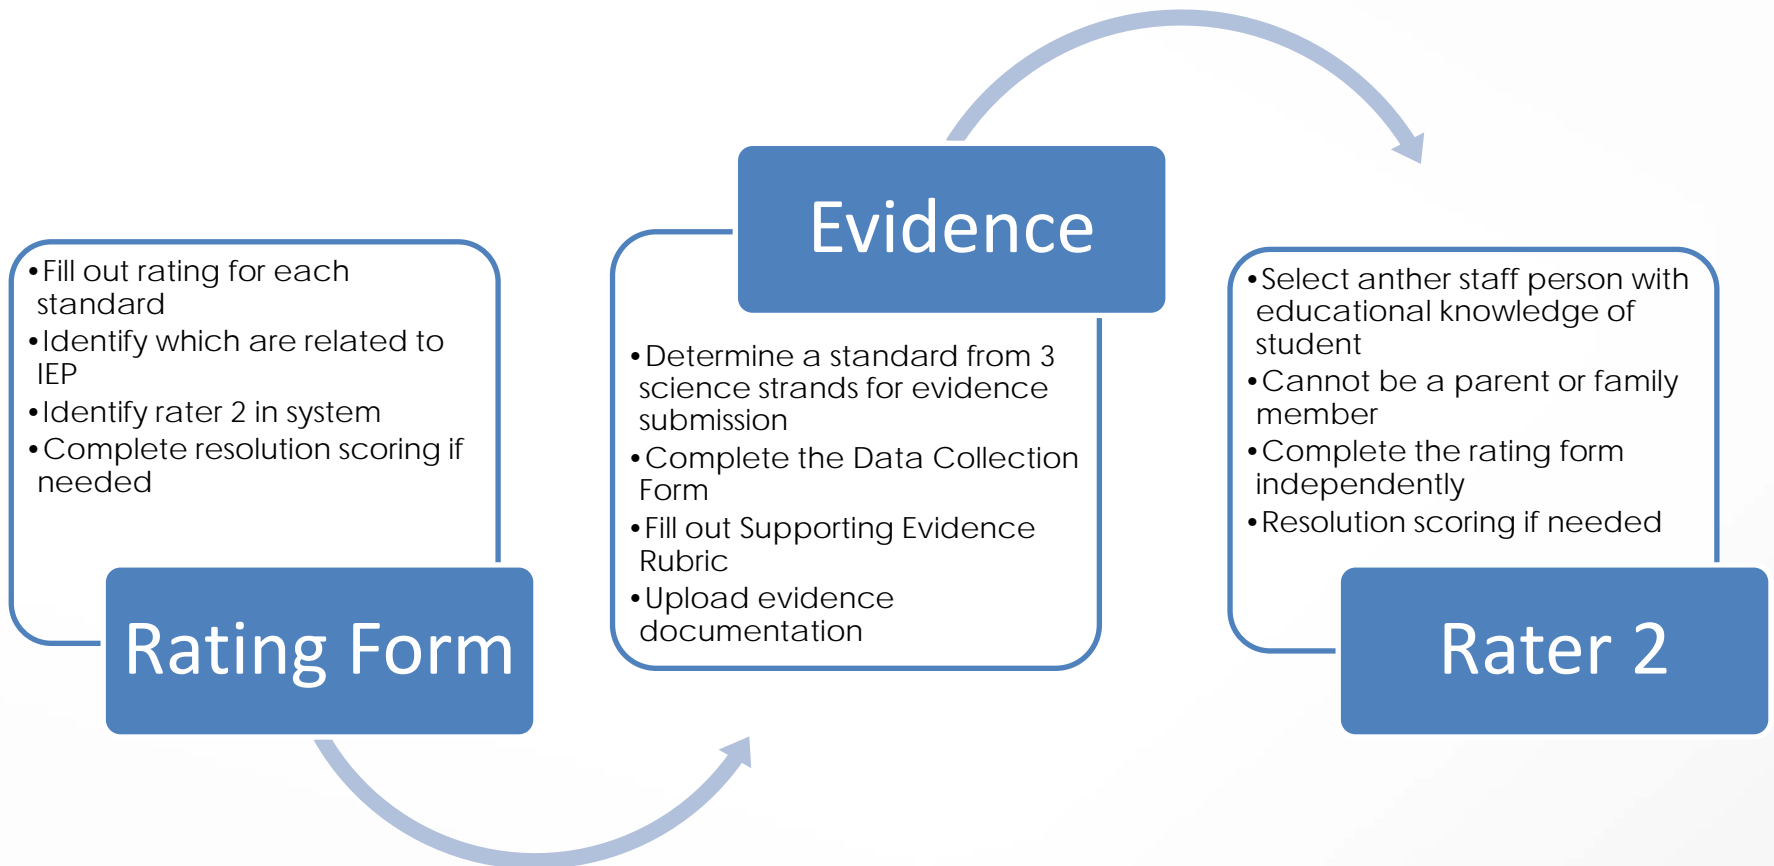 •Fill out rating for each
standard
•Identify which are related to
IEP
•Identify rater 2 in system
•Complete resolution scoring if
needed
Rating Form
Evidence
•Determine a standard from 3
science strands for evidence
submission
•Complete the Data Collection
Form
•Fill out Supporting Evidence
Rubric
•Upload evidence
documentation
•Select anther staff person with
educational knowledge of
student
•Cannot be a parent or family
member
•Complete the rating form
independently
•Resolution scoring if needed
Rater 2